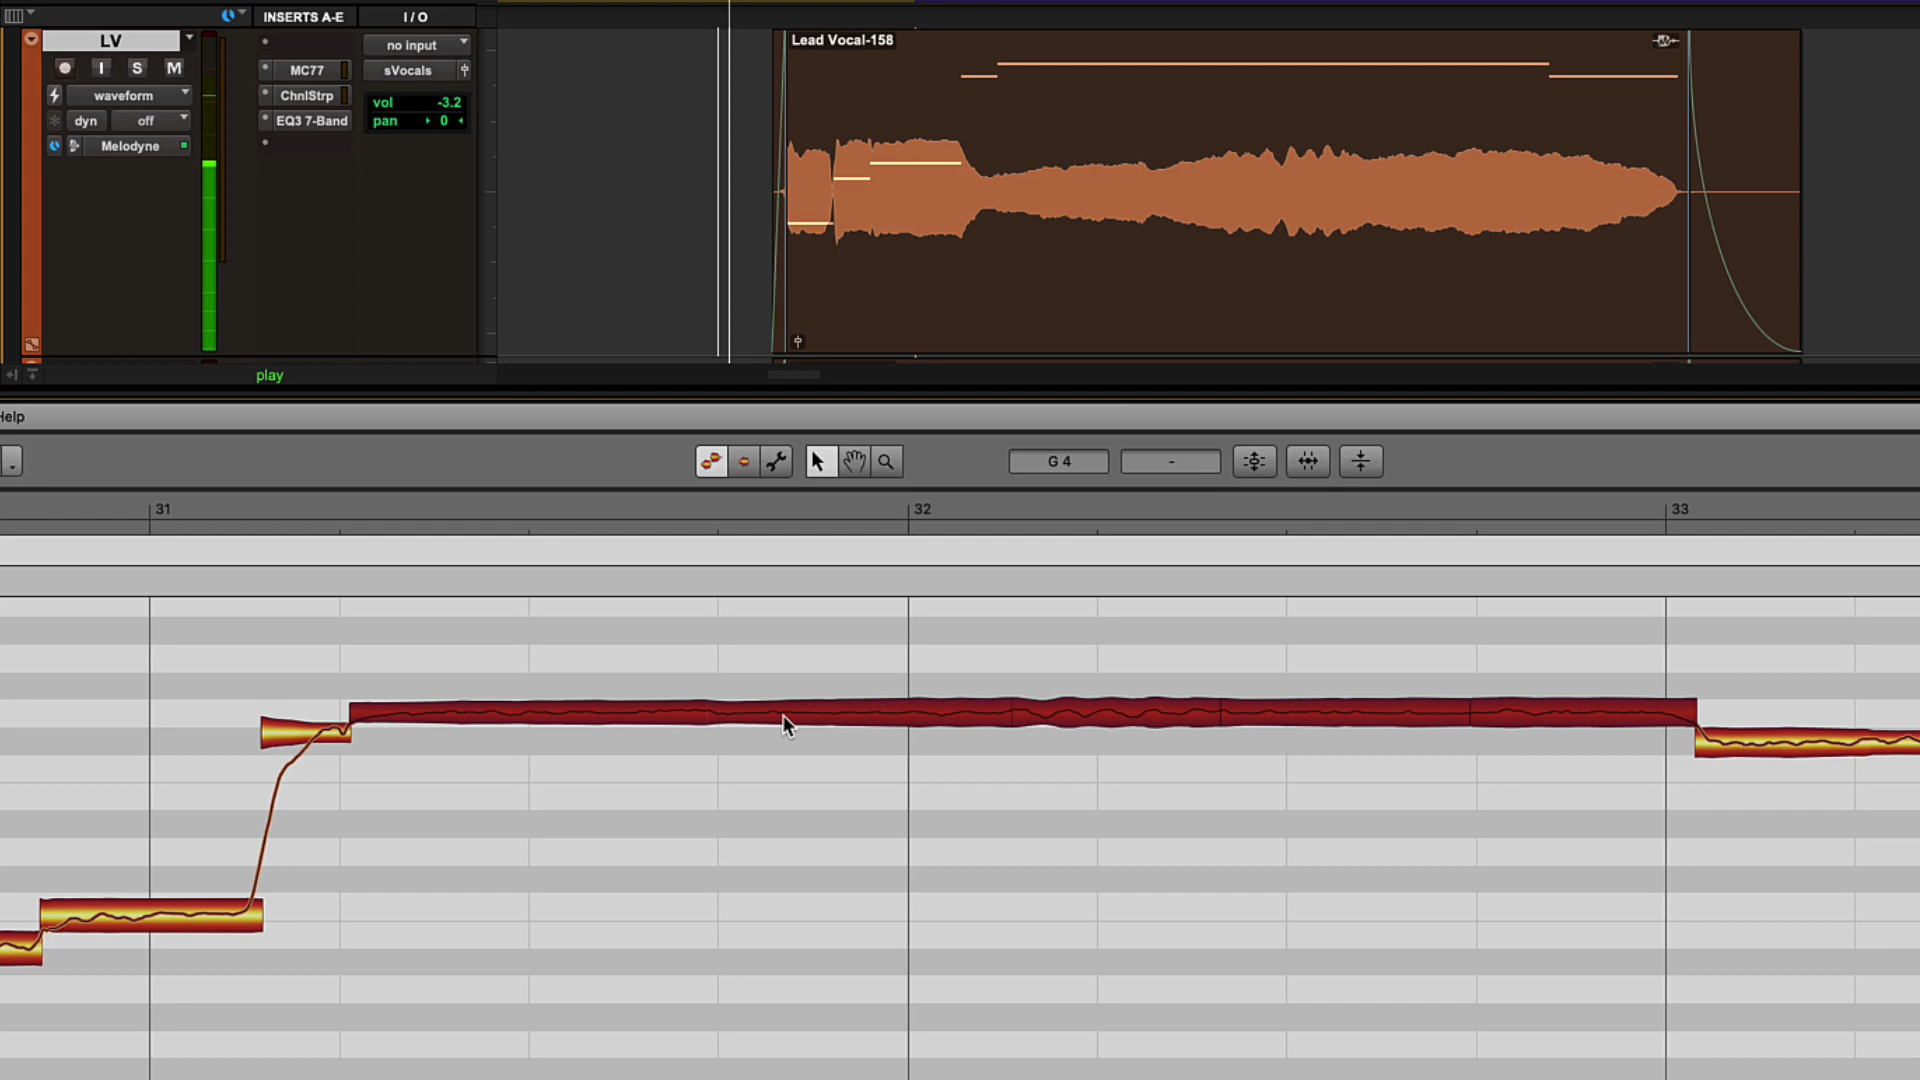 INSERTS A-E
I / O
LV
no input
I S M
MC77
sVocals
waveform
ChnlStrp
vol -3.2
dyn off
EQ3 7-Band
pan 0
Melodyne
Lead Vocal-158
play
Help
G 4
-
31
32
33